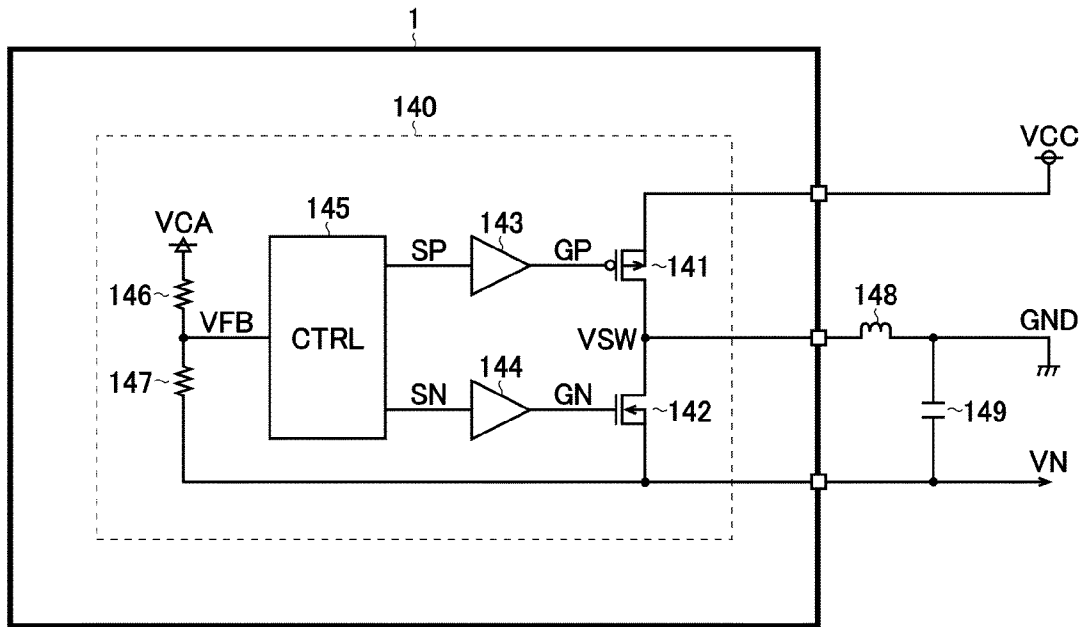 1
140
VCC
VCA
145
143
SP
GP
141
146
VFB
CTRL
148
GND
VSW
147
144
SN
GN
142
149
VN